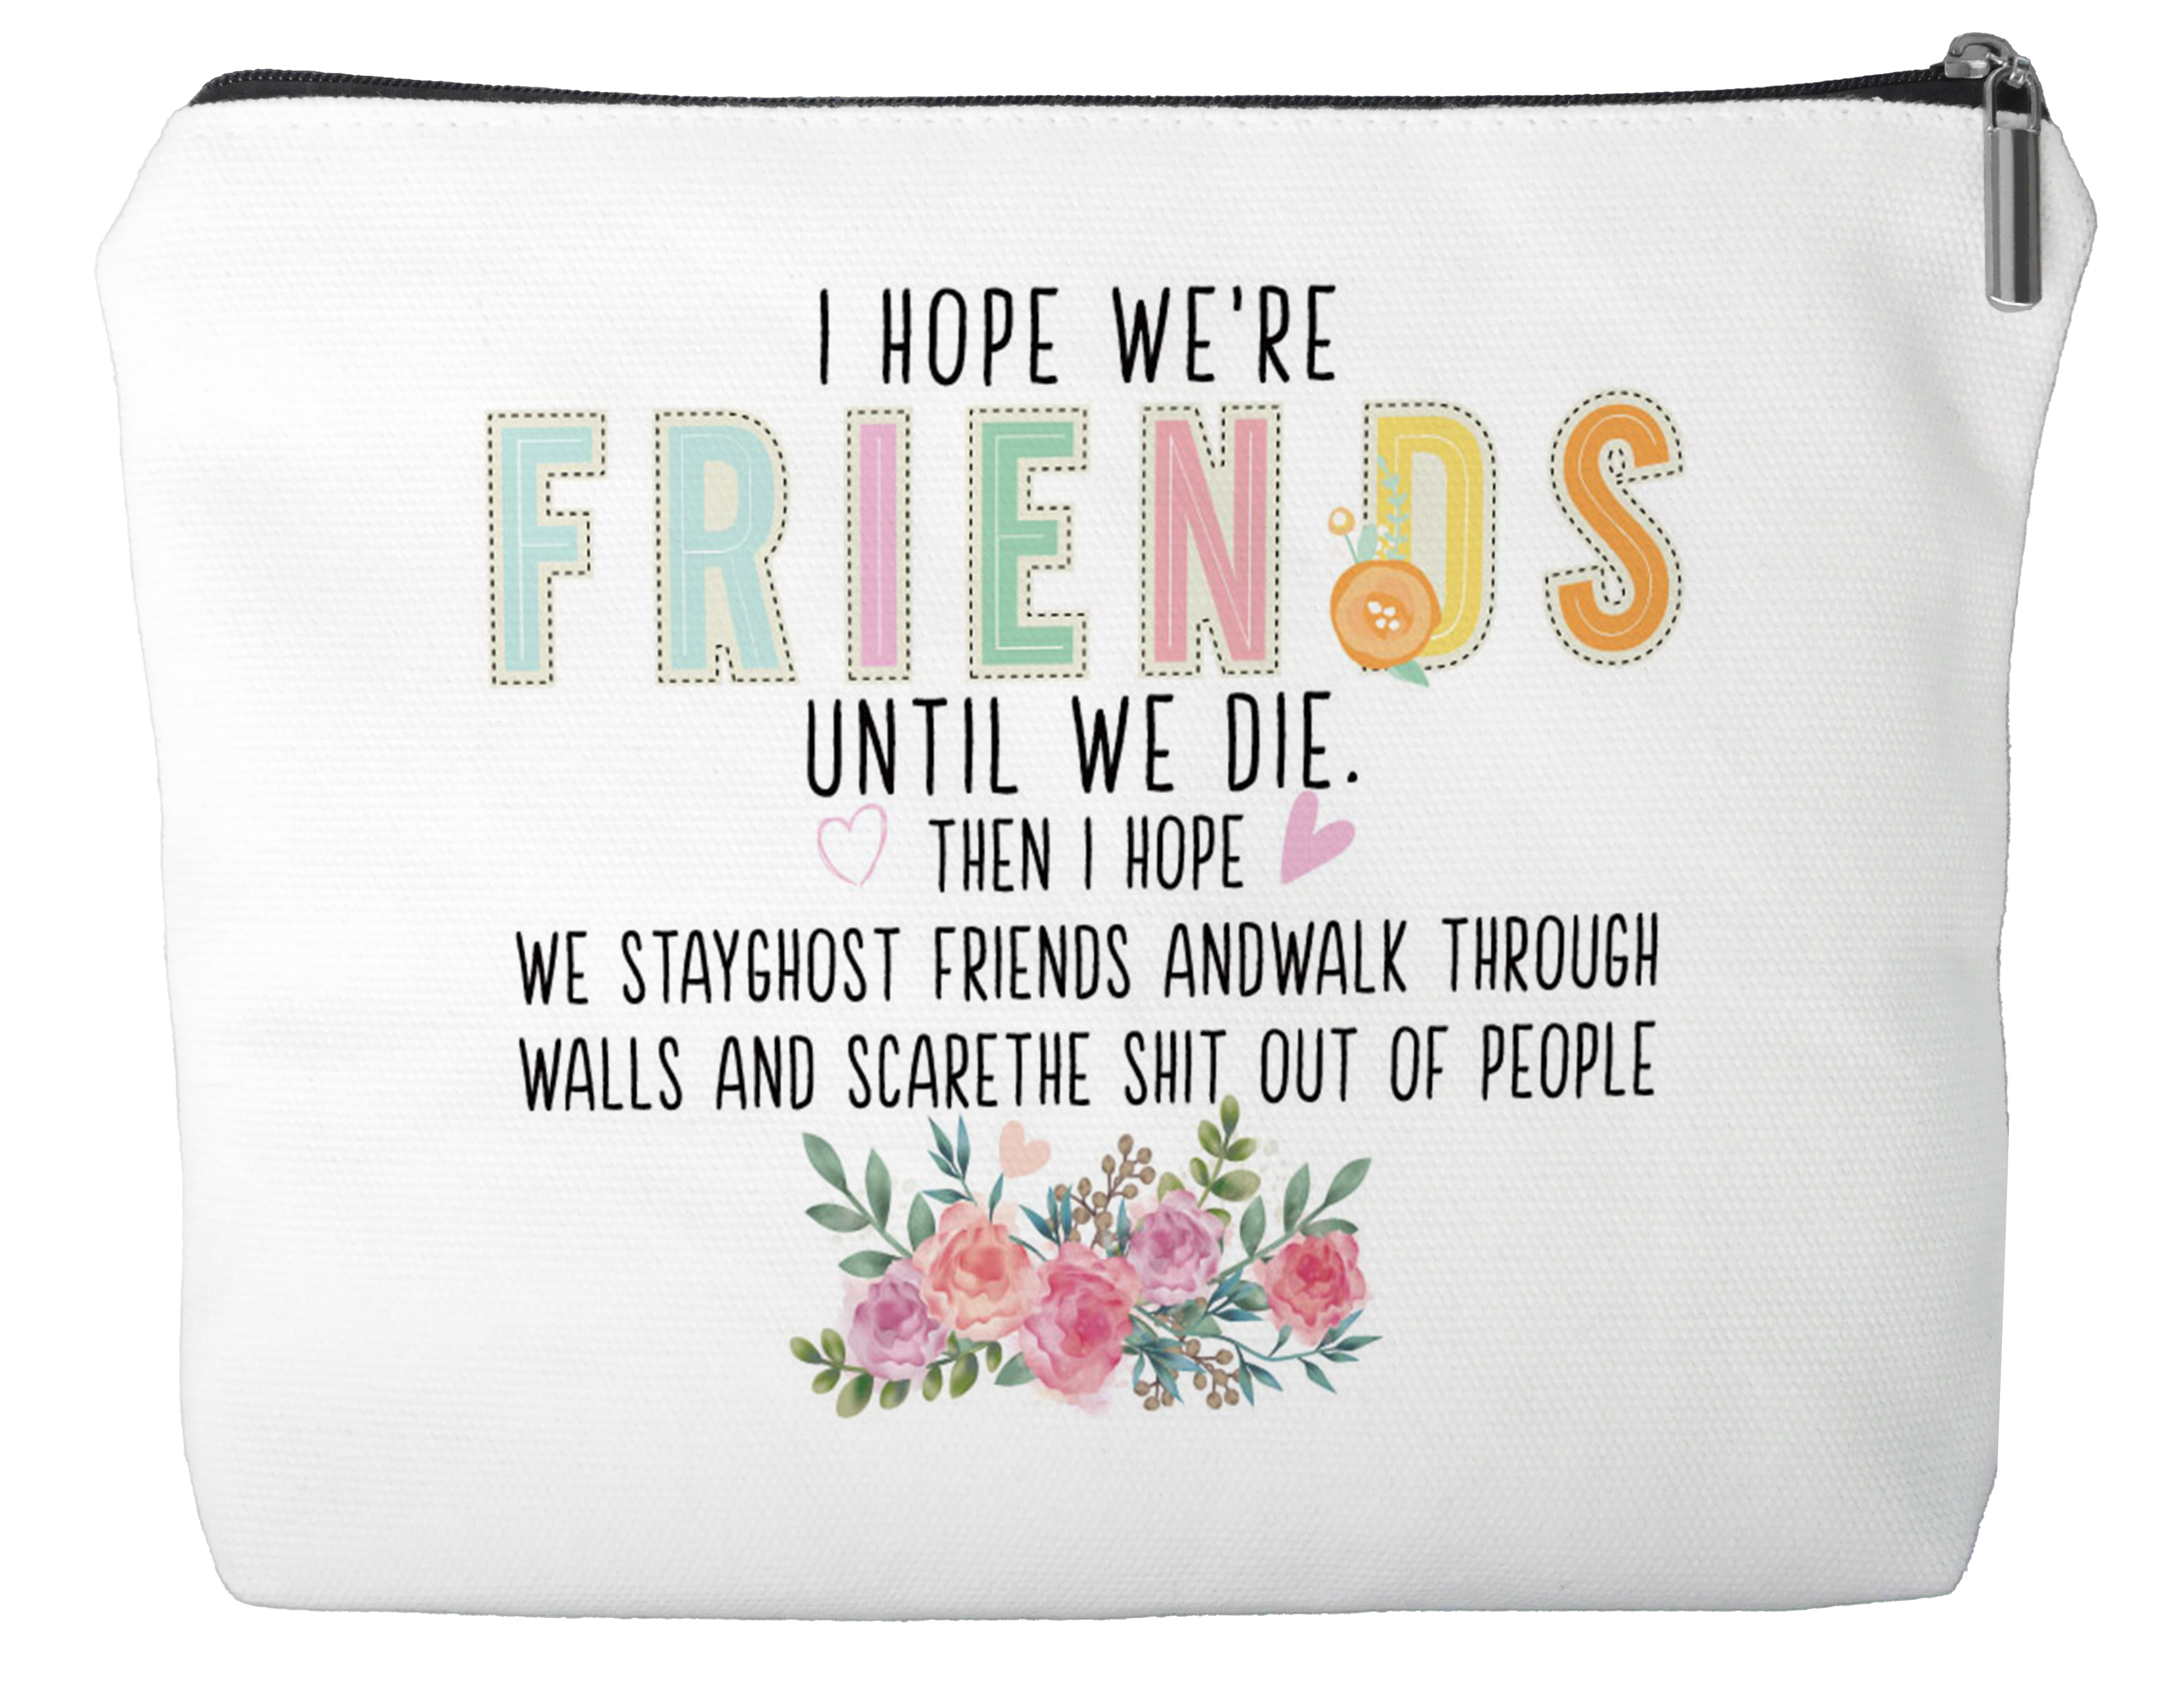 I HOPE WE'RE
FRIENDS
UNTIL WE DIE.
THEN I HOPE
WE STAYGHOST FRIENDS ANDWALK THROUGH
WALLS AND SCARETHE SHIT OUT OF PEOPLE